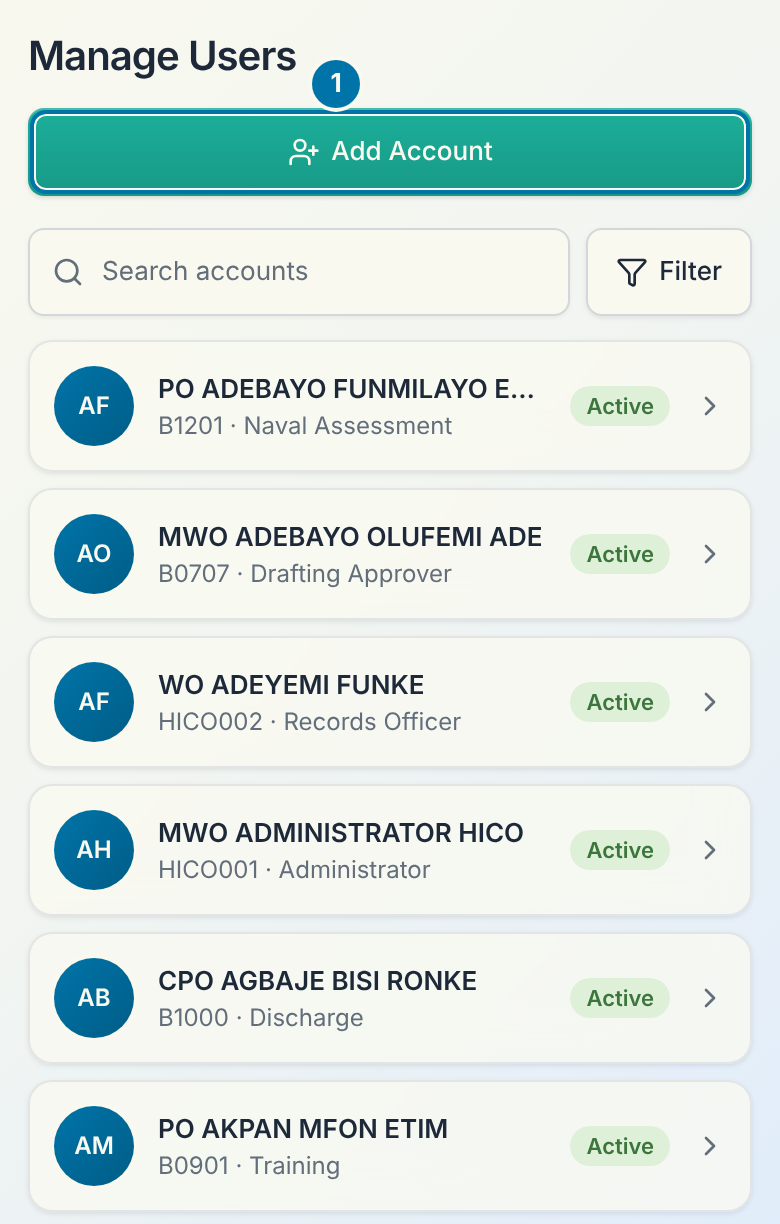 Manage Users
1
Add Account
Search accounts
Filter
AF
PO ADEBAYO FUNMILAYO E...
B1201 · Naval Assessment
Active
AO
MWO ADEBAYO OLUFEMI ADE
B0707 · Drafting Approver
Active
AF
WO ADEYEMI FUNKE
HICO002 · Records Officer
Active
AH
MWO ADMINISTRATOR HICO
HICO001 · Administrator
Active
AB
CPO AGBAJE BISI RONKE
B1000 · Discharge
Active
AM
PO AKPAN MFON ETIM
B0901 · Training
Active